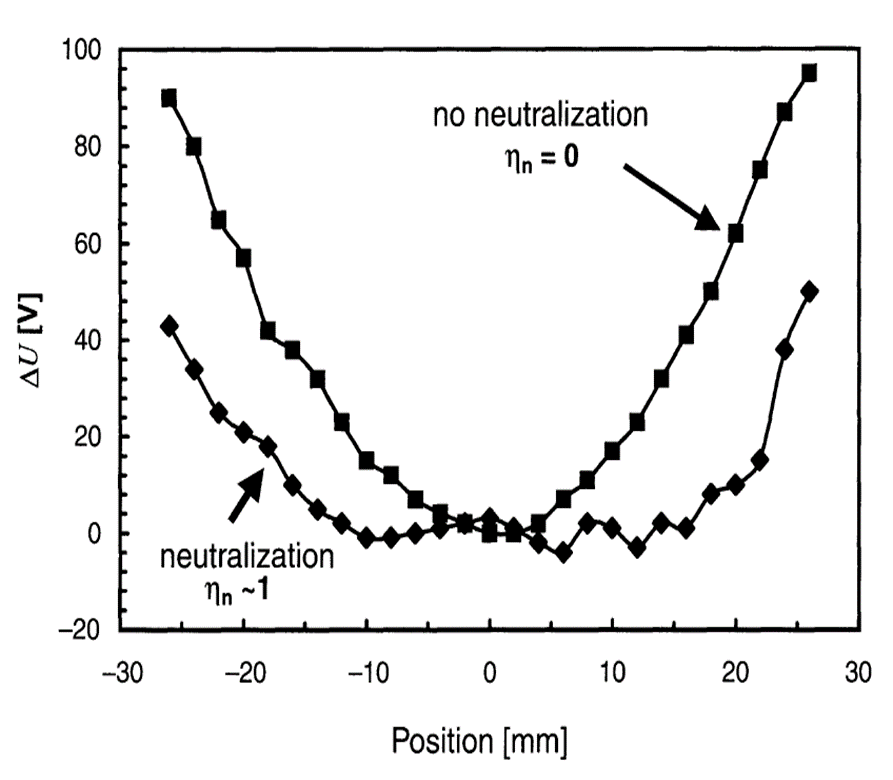 100
80
60
40
20
0
−20
ΔU [V]
no neutralization
ηn = 0
neutralization
ηn ~1
−30 −20 −10 0 10 20 30
Position [mm]